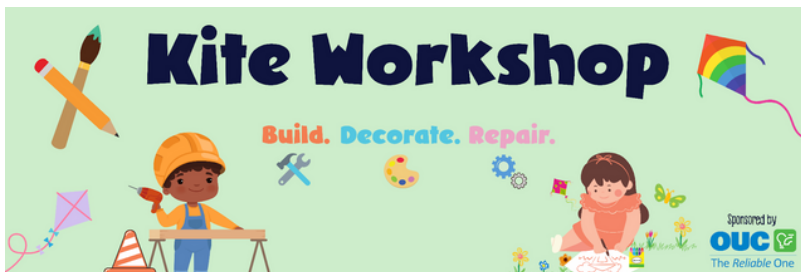 Kite Workshop
Build. Decorate. Repair.
Sponsored by
OUC
The Reliable One